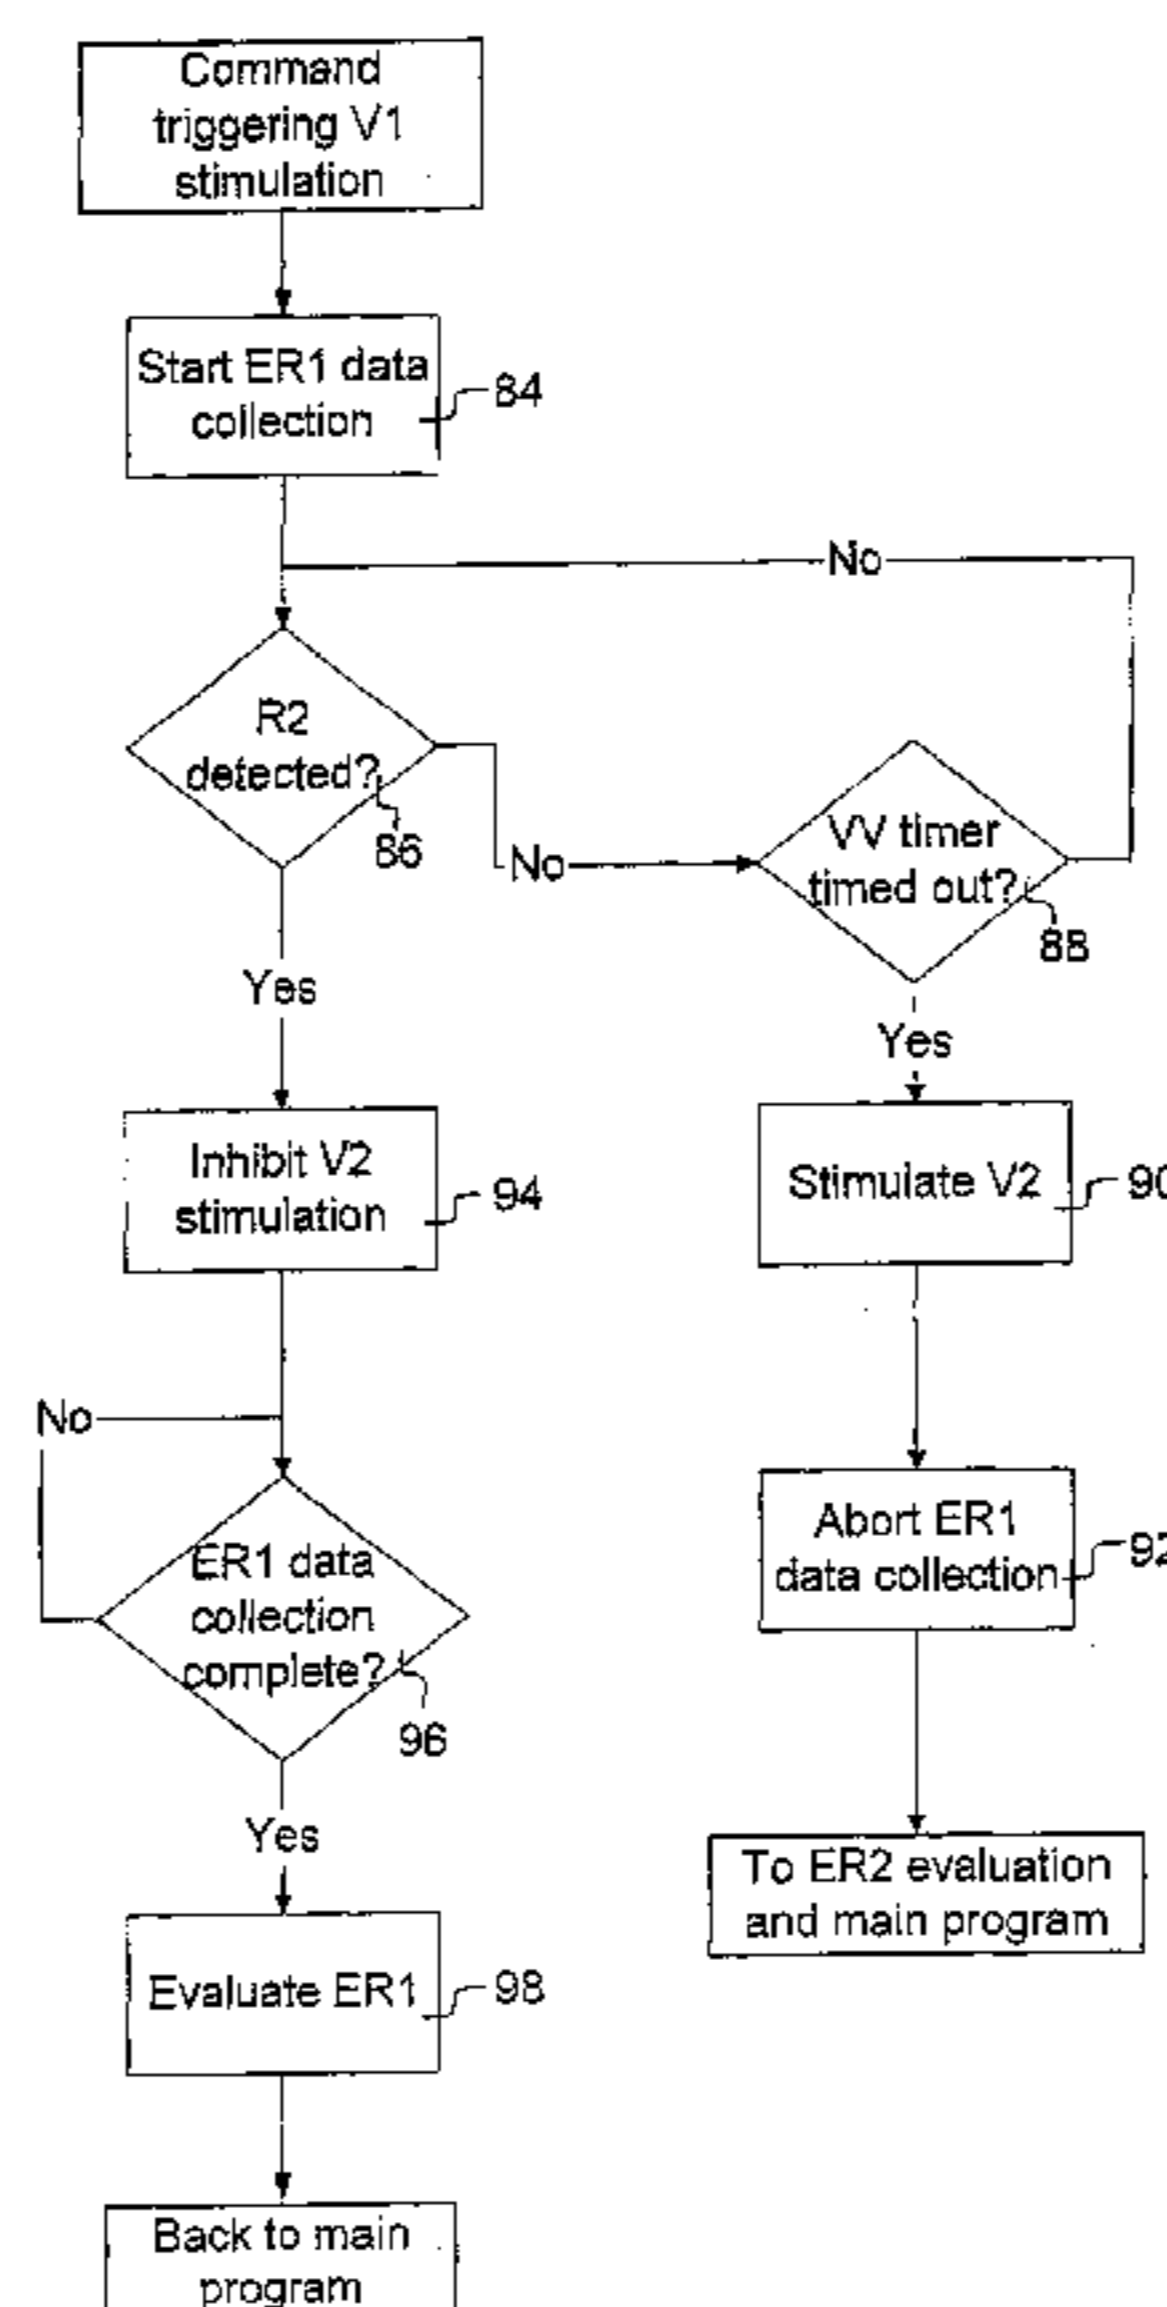 Command
triggering V1
stimulation
Start ER1 data
collection
84
No
R2
detected?
86
No
VV timer
timed out?
88
Yes
Yes
Inhibit V2
stimulation
94
Stimulate V2
90
No
ER1 data
collection
complete?
96
Abort ER1
data collection
92
Yes
To ER2 evaluation
and main program
Evaluate ER1
98
Back to main
program